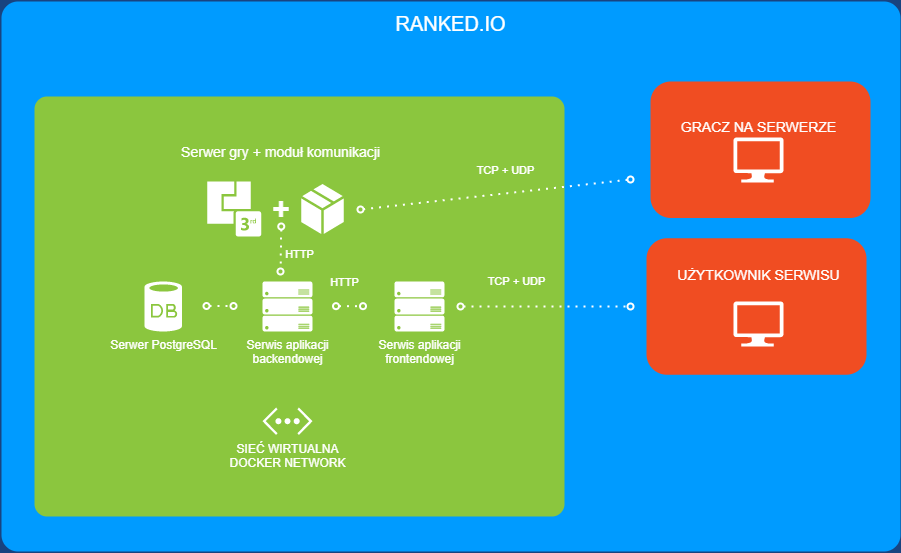 RANKED.IO
GRACZ NA SERWERZE
Serwer gry + moduł komunikacji
TCP + UDP
3rd
HTTP
UŻYTKOWNIK SERWISU
HTTP
TCP + UDP
DB
Serwer PostgreSQL
Serwis aplikacji
backendowej
Serwis aplikacji
frontendowej
SIEĆ WIRTUALNA
DOCKER NETWORK